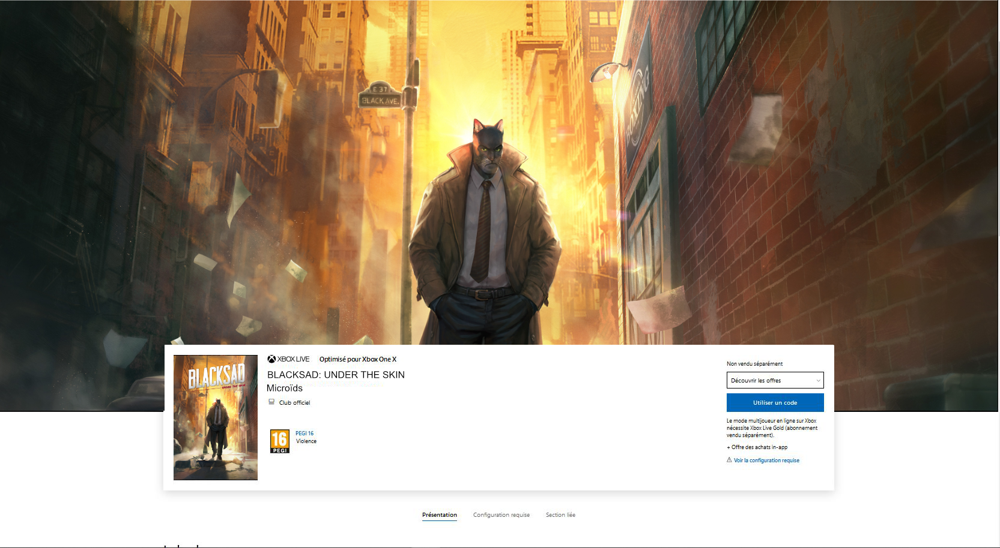 E 37
BLACK AVE.
BOXING
XBOX LIVE Optimisé pour Xbox One X
BLACKSAD: UNDER THE SKIN
Microïds
Club officiel
16
PEGI
PEGI 16
Violence
BLACKSAD
UNDER THE SKIN
Non vendu séparément
Découvrir les offres
Utiliser un code
Le mode multijoueur en ligne sur Xbox
nécessite Xbox Live Gold (abonnement
vendu séparément).
+ Offre des achats in-app
Voir la configuration requise
Présentation Configuration requise Section liée